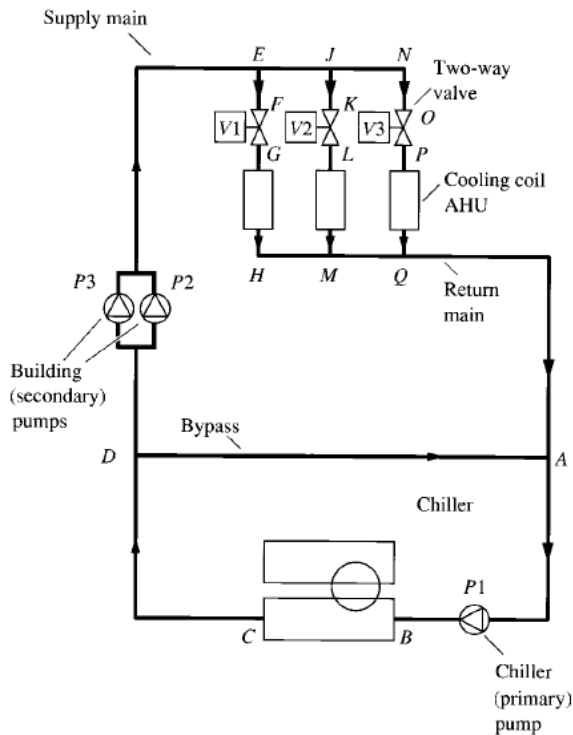 Supply main
E
J
N
Two-way
valve
F
K
O
V1
V2
V3
G
L
P
Cooling coil
AHU
H
M
Q
Return
main
P3
P2
Building
(secondary)
pumps
Bypass
D
A
Chiller
P1
C
B
Chiller
(primary)
pump